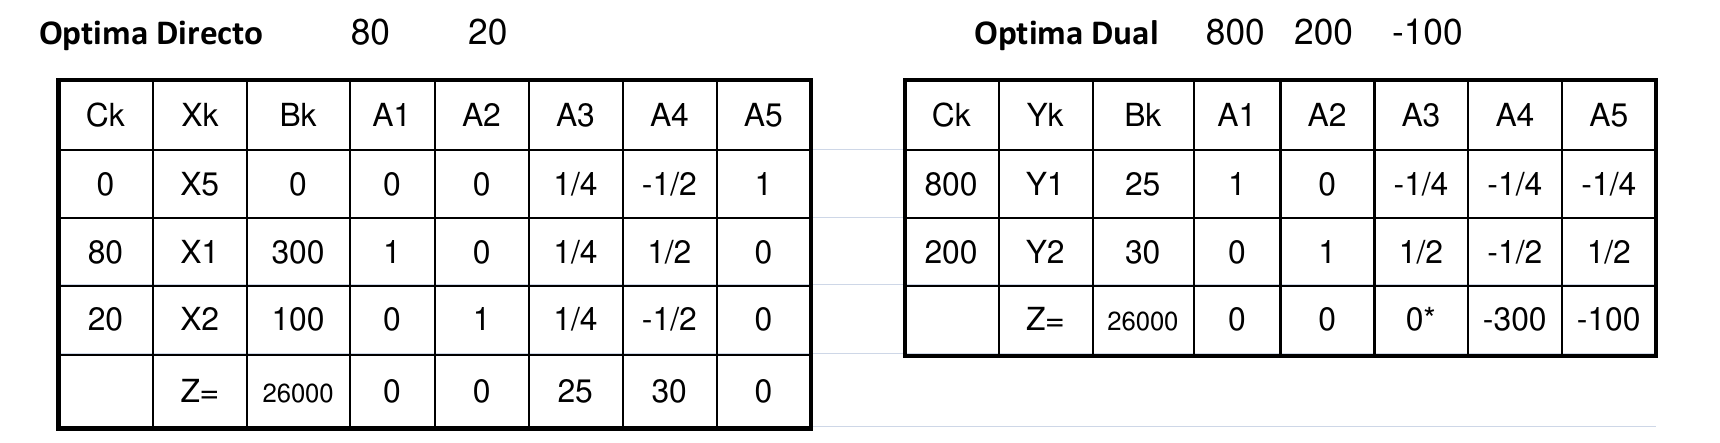 Optima Directo 80 20
Ck Xk Bk A1 A2 A3 A4 A5
0 X5 0 0 0 1/4 -1/2 1
80 X1 300 1 0 1/4 1/2 0
20 X2 100 0 1 1/4 -1/2 0
Z= 26000 0 0 25 30 0
Optima Dual 800 200 -100
Ck Yk Bk A1 A2 A3 A4 A5
800 Y1 25 1 0 -1/4 -1/4 -1/4
200 Y2 30 0 1 1/2 -1/2 1/2
Z= 26000 0 0 0* -300 -100